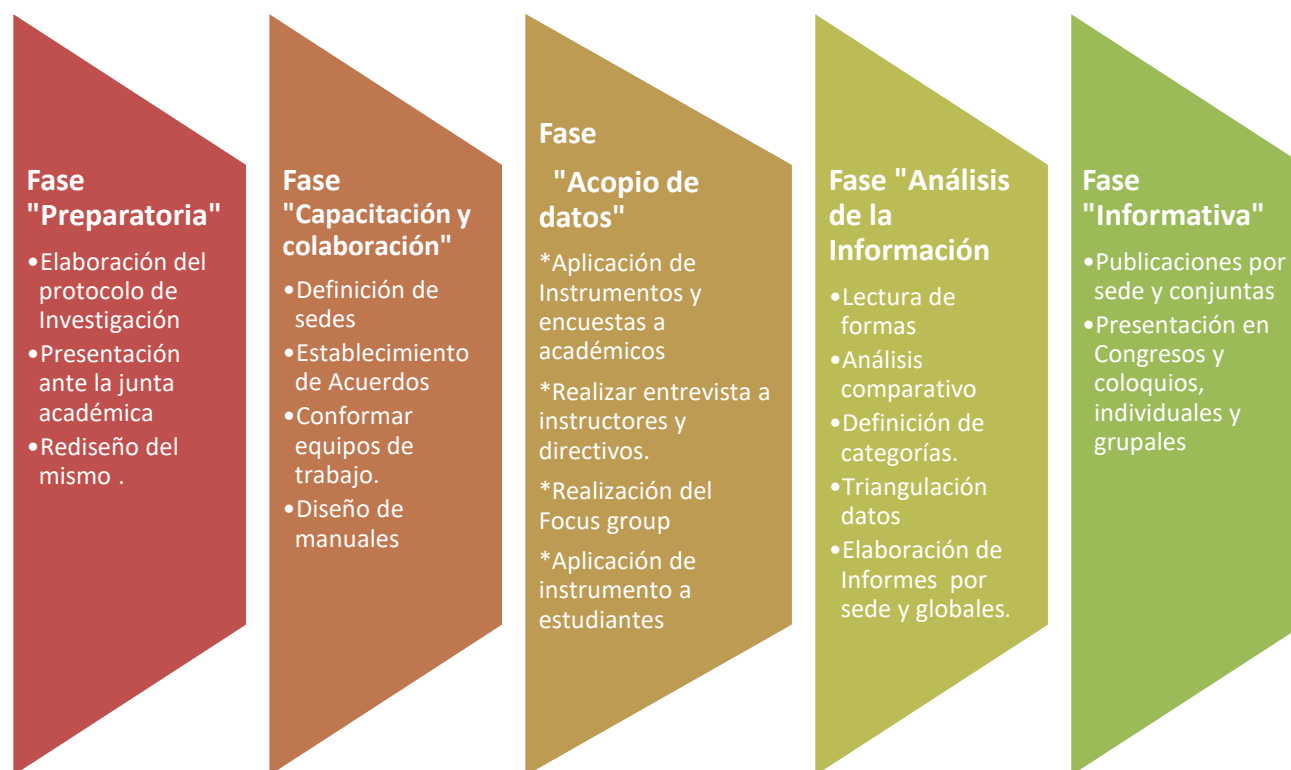 Fase
"Preparatoria"
•Elaboración del
protocolo de
Investigación
•Presentación
ante la junta
académica
•Rediseño del
mismo .
Fase
"Capacitación y
colaboración"
•Definición de
sedes
•Establecimiento
de Acuerdos
•Conformar
equipos de
trabajo.
•Diseño de
manuales
Fase
"Acopio de
datos"
*Aplicación de
Instrumentos y
encuestas a
académicos
*Realizar entrevista a
instructores y
directivos.
*Realización del
Focus group
*Aplicación de
instrumento a
estudiantes
Fase "Análisis
de la
Información
•Lectura de
formas
•Análisis
comparativo
•Definición de
categorías.
•Triangulación
datos
•Elaboración de
Informes por
sede y globales.
Fase
"Informativa"
•Publicaciones por
sede y conjuntas
•Presentación en
Congresos y
coloquios,
individuales y
grupales